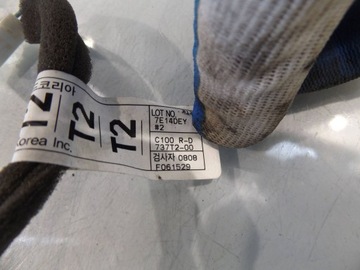 코리아
T2
T2
T2
Korea Inc.
LOT NO
7E14DEY
#2
C100 R-D
737T2-00
검사자 0808
F061529